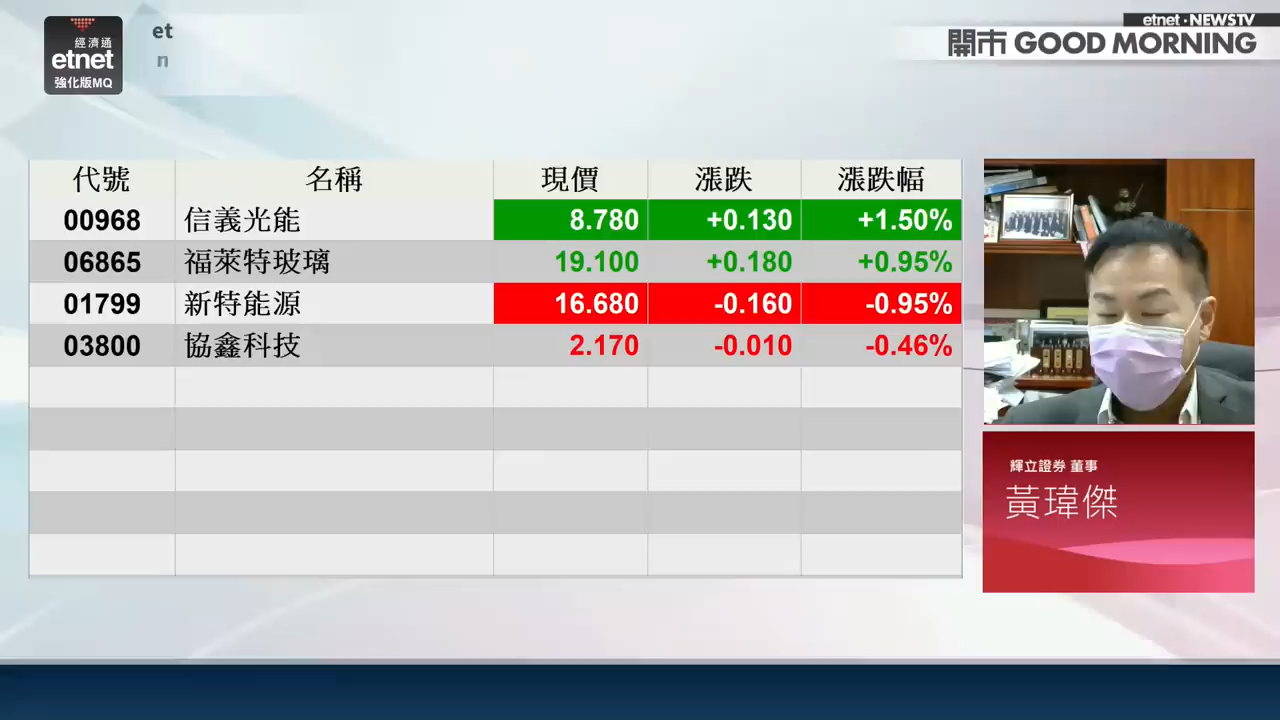 經濟通
etnet
強化版MQ
et
n
etnet·NEWSTV
開市 GOOD MORNING
代號 名稱 現價 漲跌 漲跌幅
00968 信義光能 8.780 +0.130 +1.50%
06865 福萊特玻璃 19.100 +0.180 +0.95%
01799 新特能源 16.680 -0.160 -0.95%
03800 協鑫科技 2.170 -0.010 -0.46%
輝立證券 董事
黃瑋傑